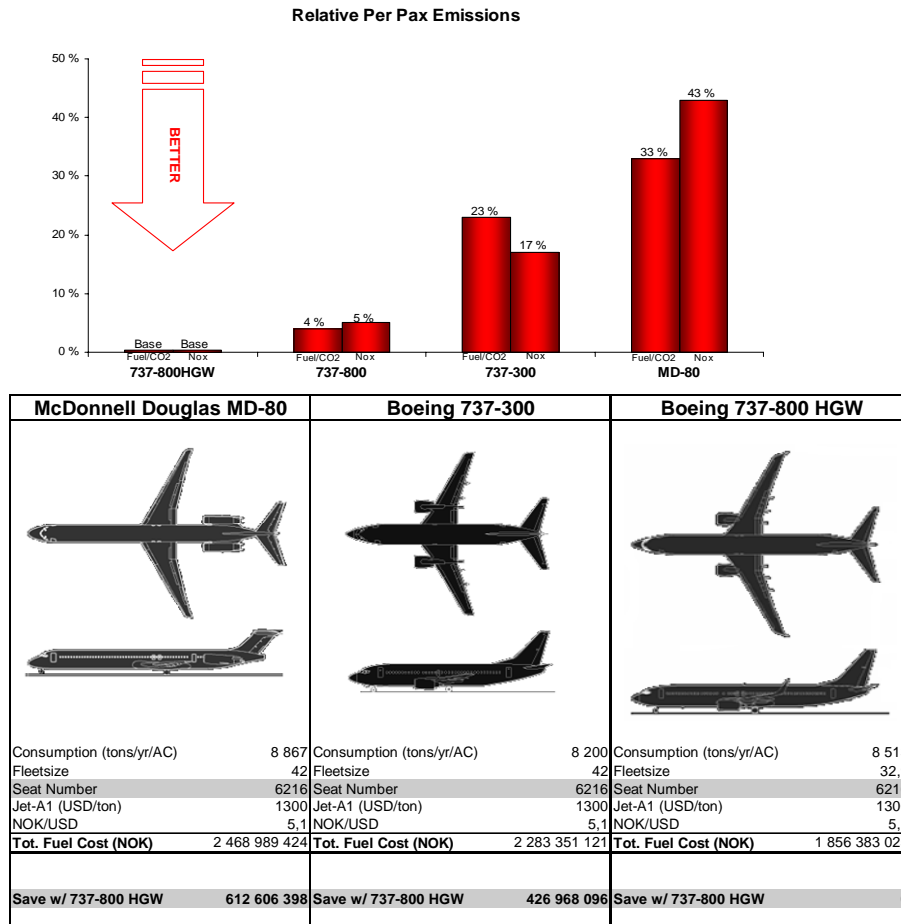 Relative Per Pax Emissions
50 %
40 %
30 %
20 %
10 %
0 %
BETTER
Base Base
4 % 5 %
23 % 17 %
33 % 43 %
Fuel/CO2 Nox Fuel/CO2 Nox Fuel/CO2 Nox Fuel/CO2 Nox
737-800HGW 737-800 737-300 MD-80
McDonnell Douglas MD-80 Boeing 737-300 Boeing 737-800 HGW
Consumption (tons/yr/AC) 8 867 Consumption (tons/yr/AC) 8 200 Consumption (tons/yr/AC) 8 51
Fleetsize 42 Fleetsize 42 Fleetsize 32,
Seat Number 6216 Seat Number 6216 Seat Number 621
Jet-A1 (USD/ton) 1300 Jet-A1 (USD/ton) 1300 Jet-A1 (USD/ton) 130
NOK/USD 5,1 NOK/USD 5,1 NOK/USD 5,
Tot. Fuel Cost (NOK) 2 468 989 424 Tot. Fuel Cost (NOK) 2 283 351 121 Tot. Fuel Cost (NOK) 1 856 383 02
Save w/ 737-800 HGW 612 606 398 Save w/ 737-800 HGW 426 968 096 Save w/ 737-800 HGW